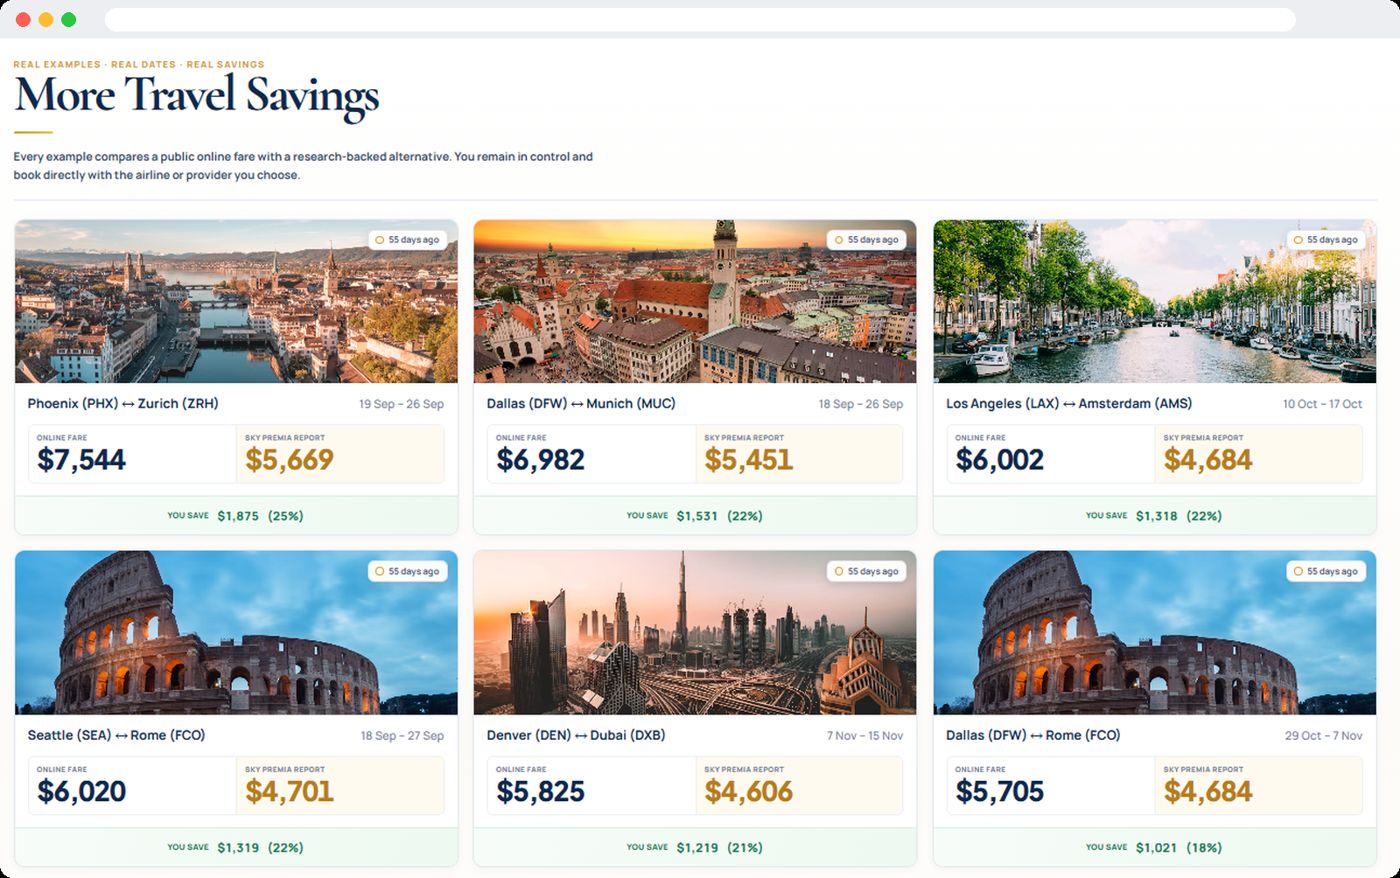 REAL EXAMPLES · REAL DATES · REAL SAVINGS
More Travel Savings
Every example compares a public online fare with a research-backed alternative. You remain in control and
book directly with the airline or provider you choose.
55 days ago
Phoenix (PHX) ↔ Zurich (ZRH) 19 Sep – 26 Sep
ONLINE FARE SKY PREMIA REPORT
$7,544 $5,669
YOU SAVE $1,875 (25%)
55 days ago
Dallas (DFW) ↔ Munich (MUC) 18 Sep – 26 Sep
ONLINE FARE SKY PREMIA REPORT
$6,982 $5,451
YOU SAVE $1,531 (22%)
55 days ago
Los Angeles (LAX) ↔ Amsterdam (AMS) 10 Oct – 17 Oct
ONLINE FARE SKY PREMIA REPORT
$6,002 $4,684
YOU SAVE $1,318 (22%)
55 days ago
Seattle (SEA) ↔ Rome (FCO) 18 Sep – 27 Sep
ONLINE FARE SKY PREMIA REPORT
$6,020 $4,701
YOU SAVE $1,319 (22%)
55 days ago
Denver (DEN) ↔ Dubai (DXB) 7 Nov – 15 Nov
ONLINE FARE SKY PREMIA REPORT
$5,825 $4,606
YOU SAVE $1,219 (21%)
55 days ago
Dallas (DFW) ↔ Rome (FCO) 29 Oct – 7 Nov
ONLINE FARE SKY PREMIA REPORT
$5,705 $4,684
YOU SAVE $1,021 (18%)